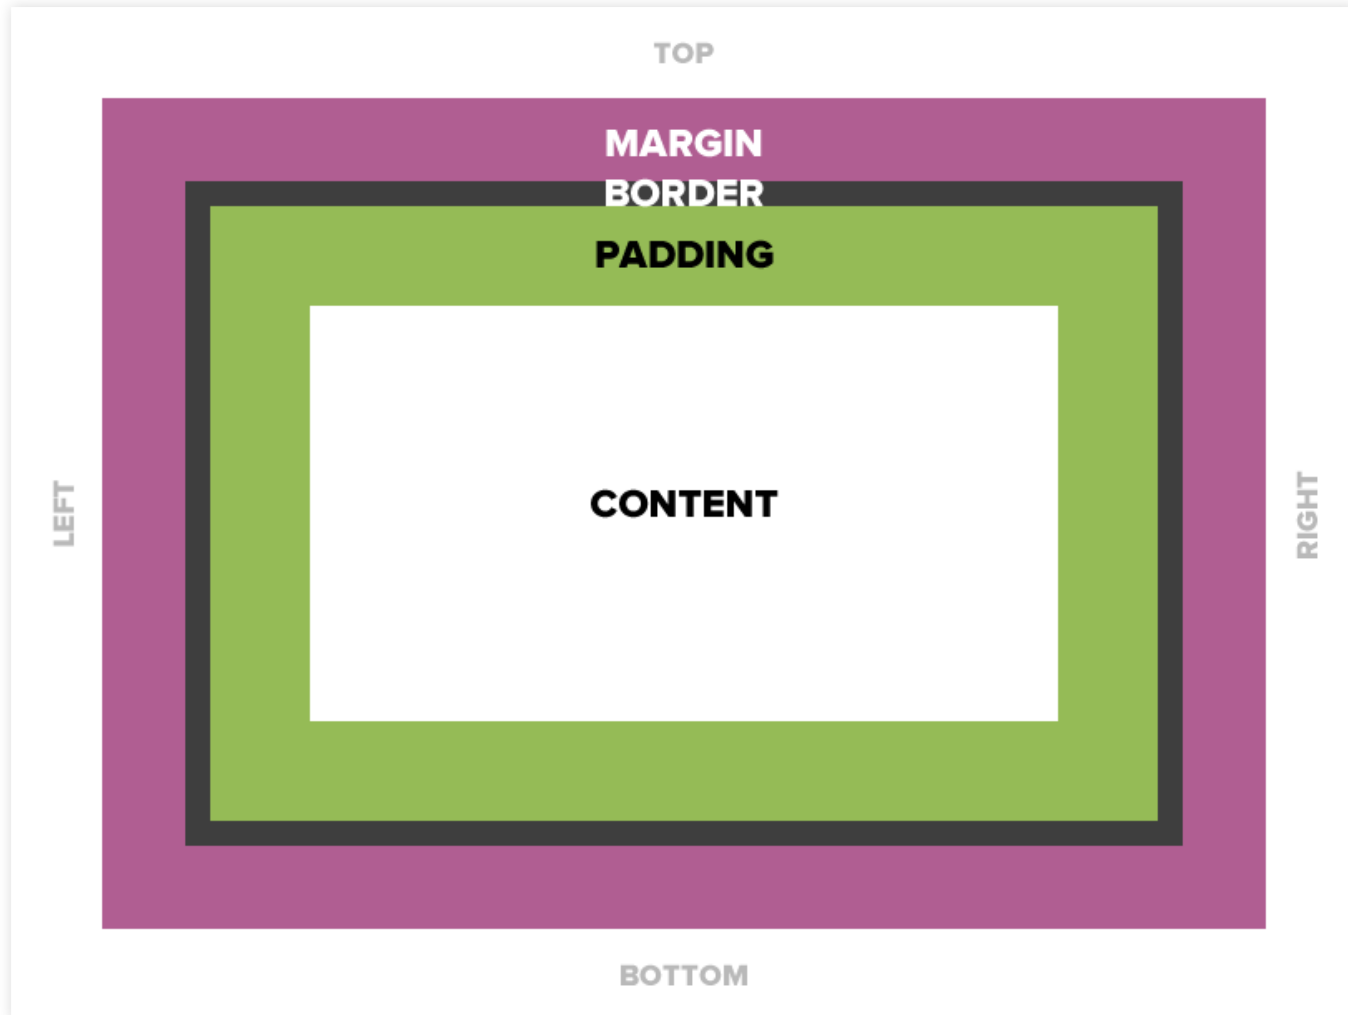 TOP
MARGIN
BORDER
PADDING
LEFT
CONTENT
RIGHT
BOTTOM